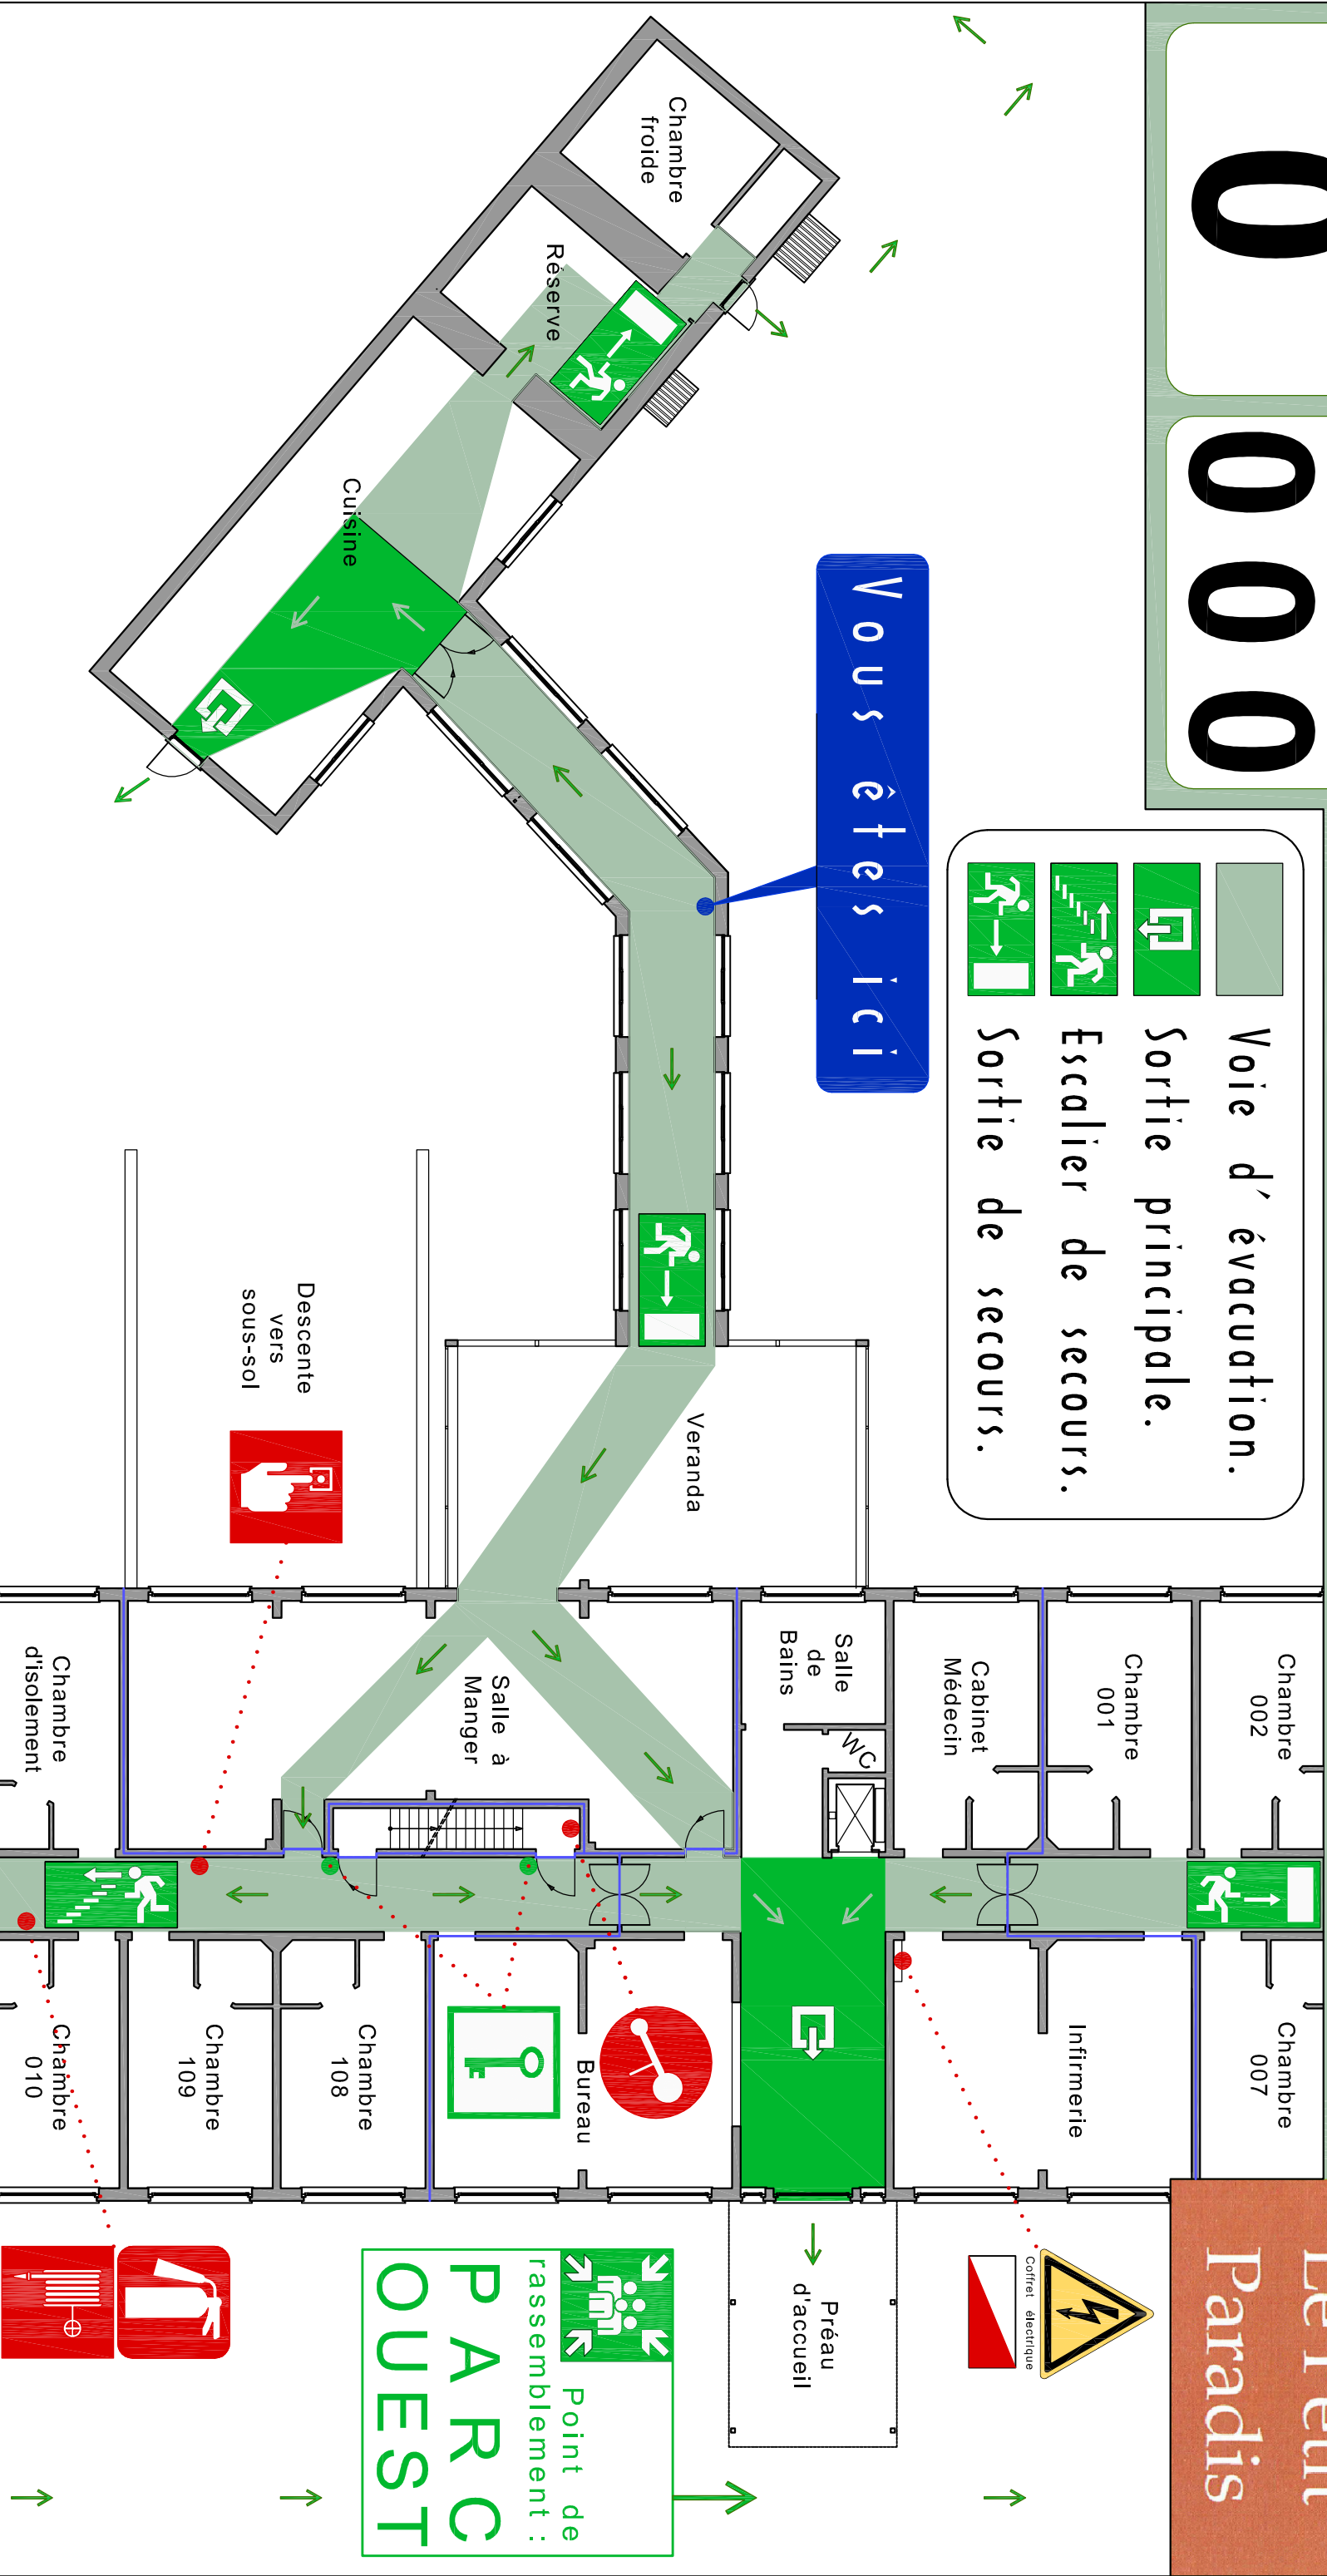 0
0 0 0
Voie d' évacuation.
Sortie principale.
Escalier de secours.
Sortie de secours.
Vous êtes ici
Chambre
froide
Réserve
Cuisine
Veranda
Descente
vers
sous-sol
Chambre
002
Chambre
001
Cabinet
Médecin
Salle
de
Bains
WC
Salle à
Manger
Chambre
d'isolement
Chambre
007
Infirmerie
Bureau
Chambre
108
Chambre
109
Chambre
010
Paradis
Coffret électrique
Préau
d'accueil
Point de
rassemblement :
PARC
OUEST